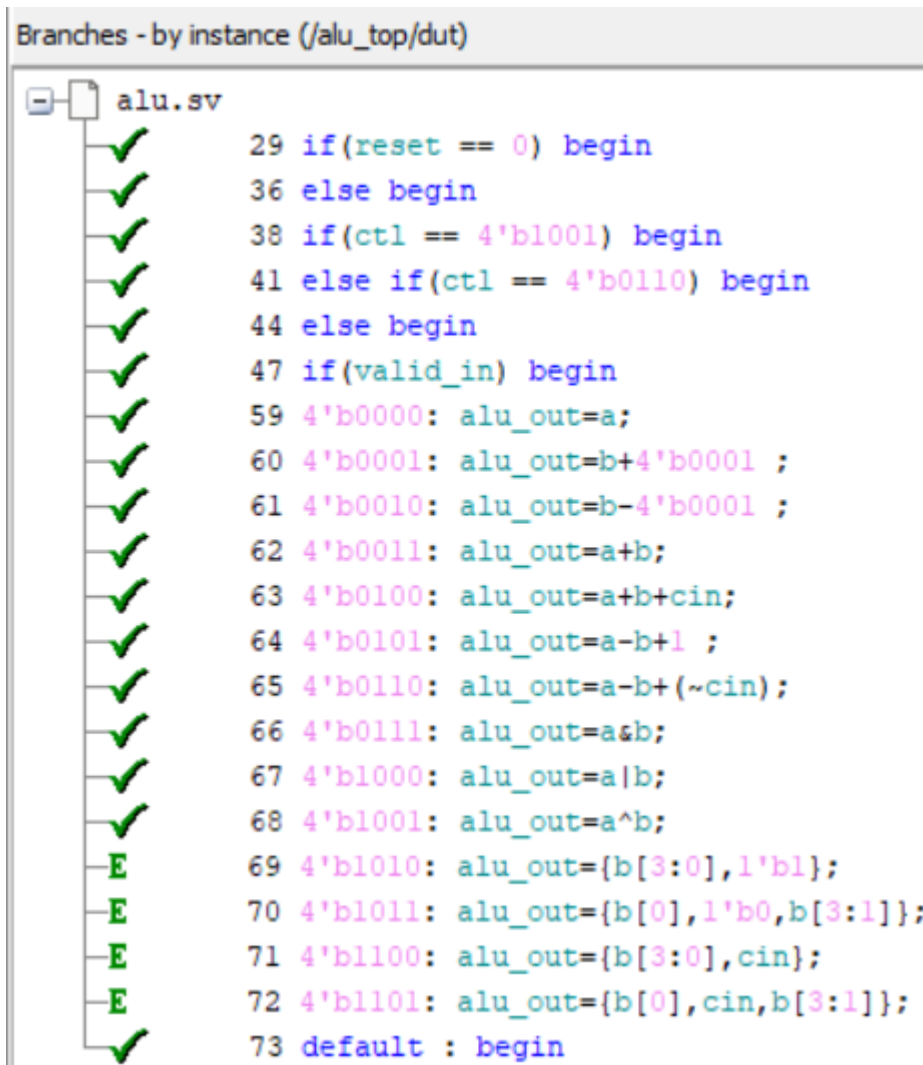 Branches - by instance (/alu_top/dut)
alu.sv
29 if(reset == 0) begin
36 else begin
38 if(ctl == 4'b1001) begin
41 else if(ctl == 4'b0110) begin
44 else begin
47 if(valid_in) begin
59 4'b0000: alu_out=a;
60 4'b0001: alu_out=b+4'b0001 ;
61 4'b0010: alu_out=b-4'b0001 ;
62 4'b0011: alu_out=a+b;
63 4'b0100: alu_out=a+b+cin;
64 4'b0101: alu_out=a-b+1 ;
65 4'b0110: alu_out=a-b+(~cin);
66 4'b0111: alu_out=a&b;
67 4'b1000: alu_out=a|b;
68 4'b1001: alu_out=a^b;
E 69 4'b1010: alu_out={b[3:0],1'b1};
E 70 4'b1011: alu_out={b[0],1'b0,b[3:1]};
E 71 4'b1100: alu_out={b[3:0],cin};
E 72 4'b1101: alu_out={b[0],cin,b[3:1]};
73 default : begin